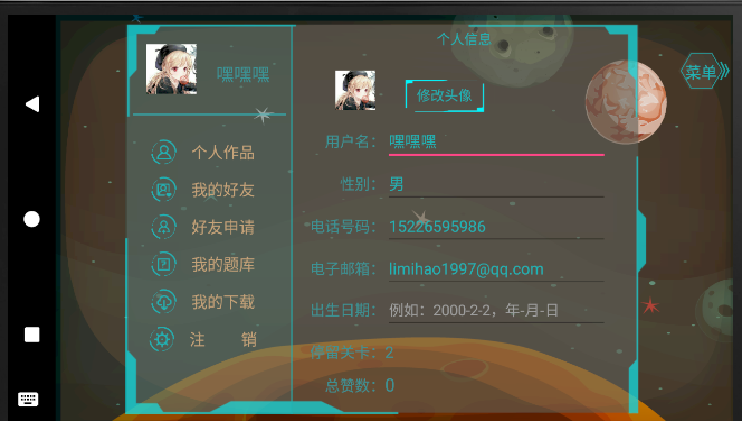 个人信息
嘿嘿嘿
菜单
修改头像
用户名： 嘿嘿嘿
个人作品
性别： 男
我的好友
电话号码： 15226595986
好友申请
电子邮箱： limihao1997@qq.com
我的题库
出生日期： 例如：2000-2-2，年-月-日
我的下载
注 销
停留关卡： 2
总赞数： 0